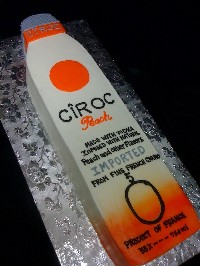 CÎROC
Peach
MADE WITH VODKA
INFUSED WITH NATURAL
Peach and other Flavors
IMPORTED
FROM FINE FRENCH GRAPES
PRODUCT OF FRANCE